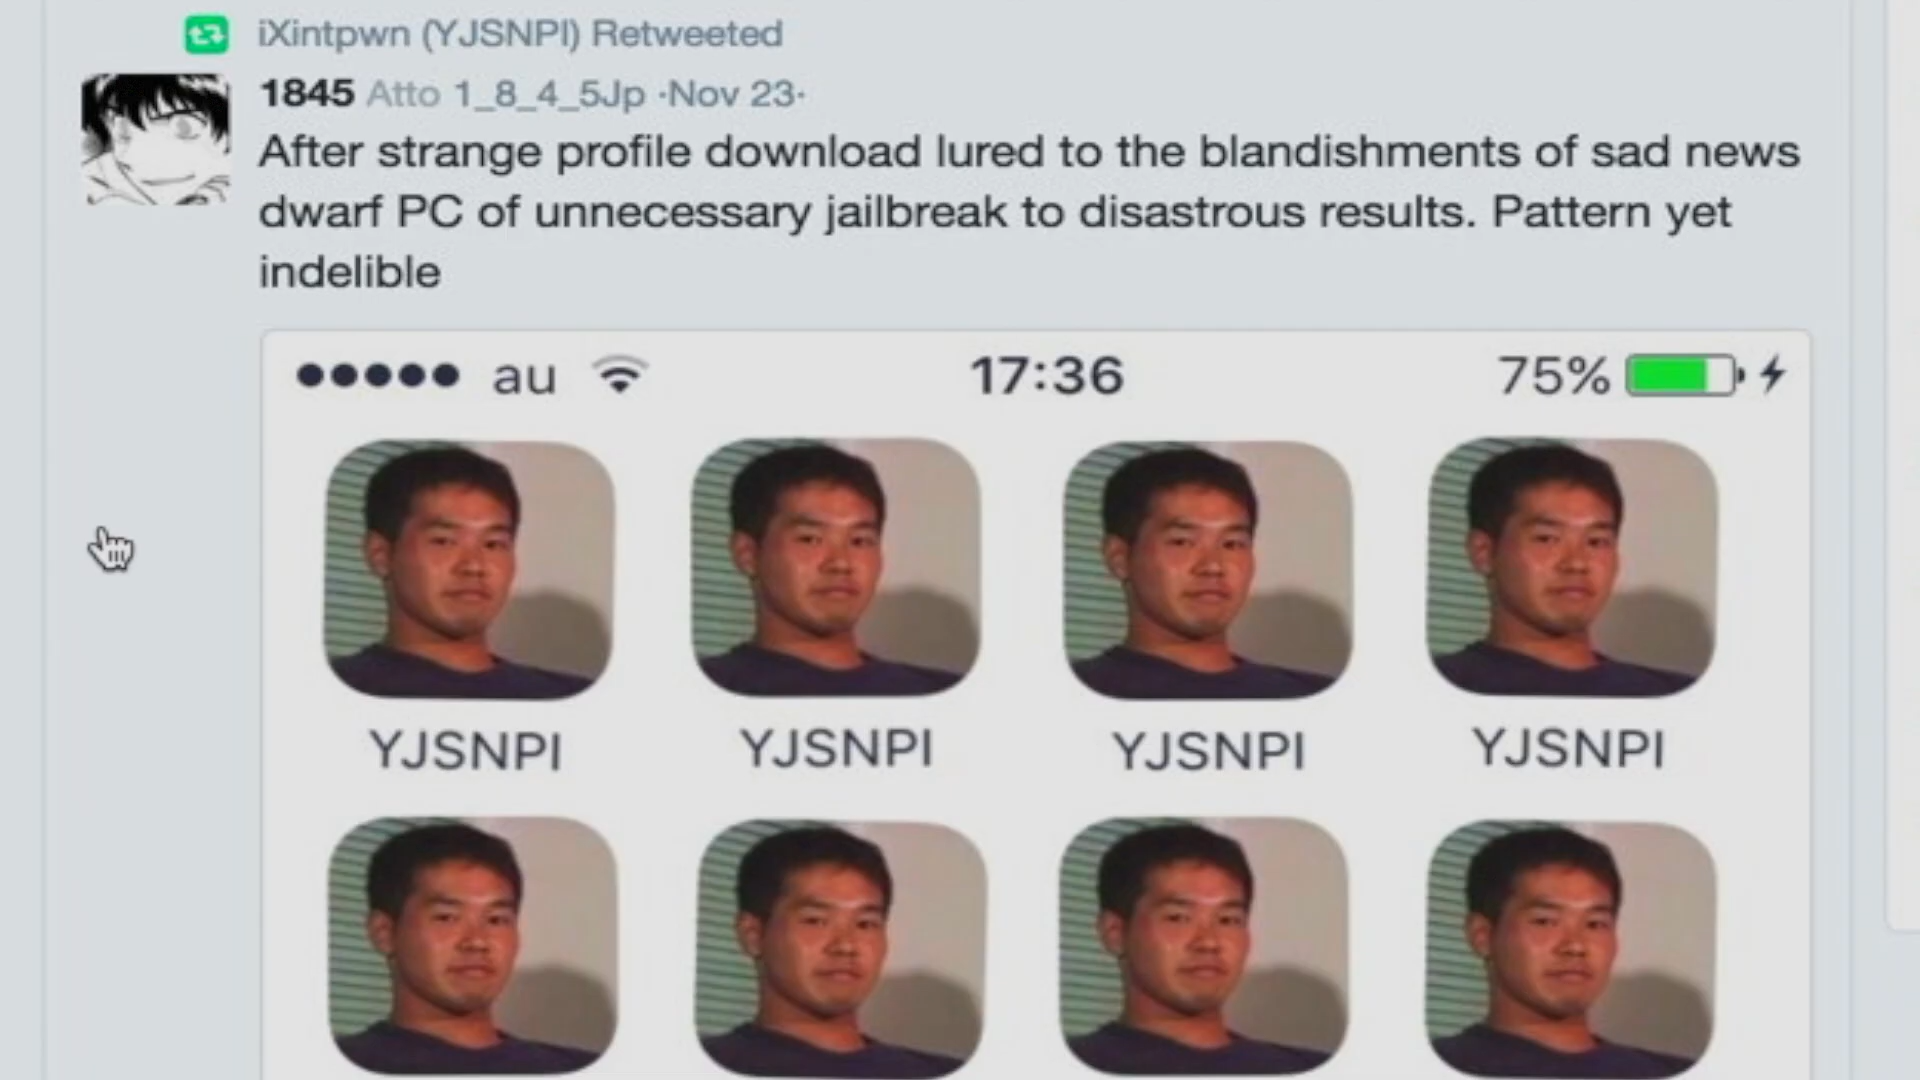 iXintpwn (YJSNPI) Retweeted
1845 Atto 1_8_4_5Jp ·Nov 23·
After strange profile download lured to the blandishments of sad news
dwarf PC of unnecessary jailbreak to disastrous results. Pattern yet
indelible
au 17:36 75%
YJSNPI YJSNPI YJSNPI YJSNPI